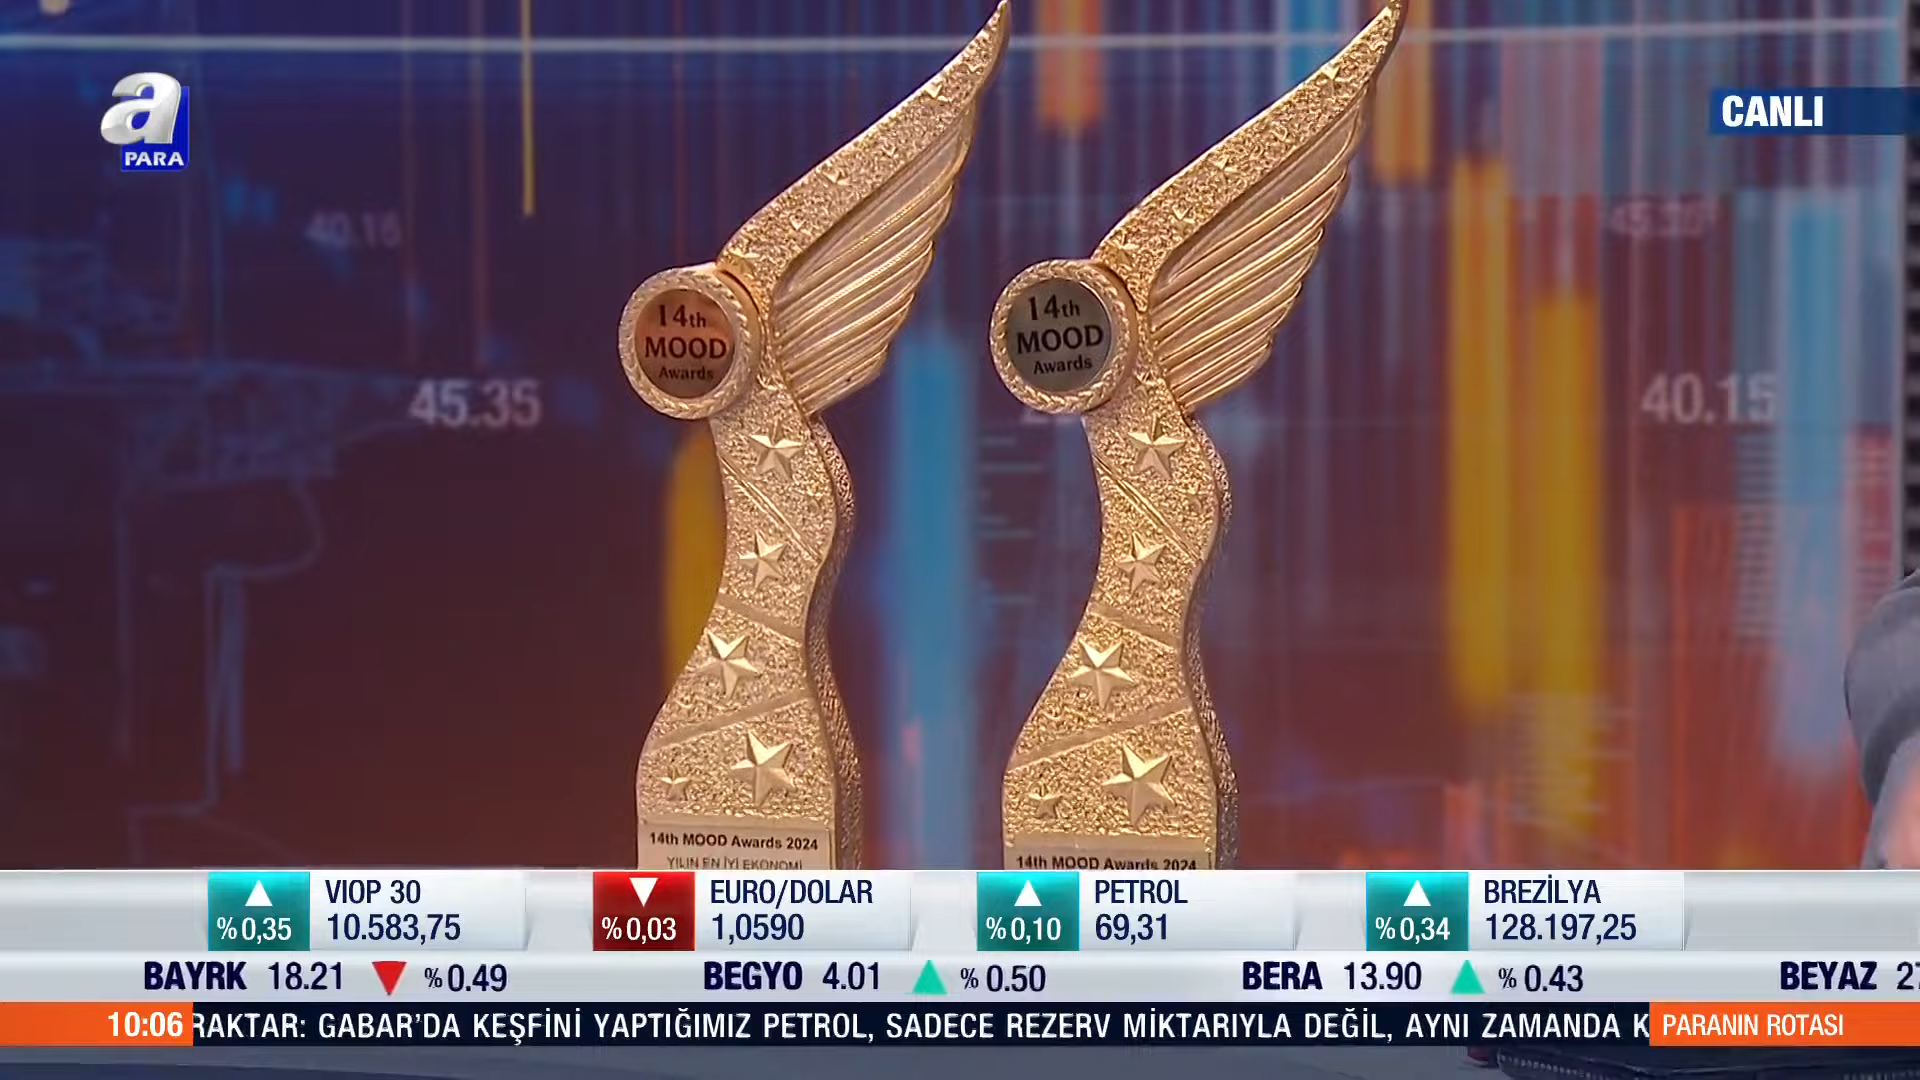 a
PARA
CANLI
40.15
45.35
45.35
40.15
14th
MOOD
Awards
14th
MOOD
Awards
14th MOOD Awards 2024
YILIN EN İYİ EKONOMİ
14th MOOD Awards 2024
%0,35 VIOP 30 10.583,75
%0,03 EURO/DOLAR 1,0590
%0,10 PETROL 69,31
%0,34 BREZİLYA 128.197,25
BAYRK 18.21 %0.49 BEGYO 4.01 %0.50 BERA 13.90 %0.43 BEYAZ
10:06 RAKTAR: GABAR'DA KEŞFİNİ YAPTIĞIMIZ PETROL, SADECE REZERV MİKTARIYLA DEĞİL, AYNI ZAMANDA K PARANIN ROTASI